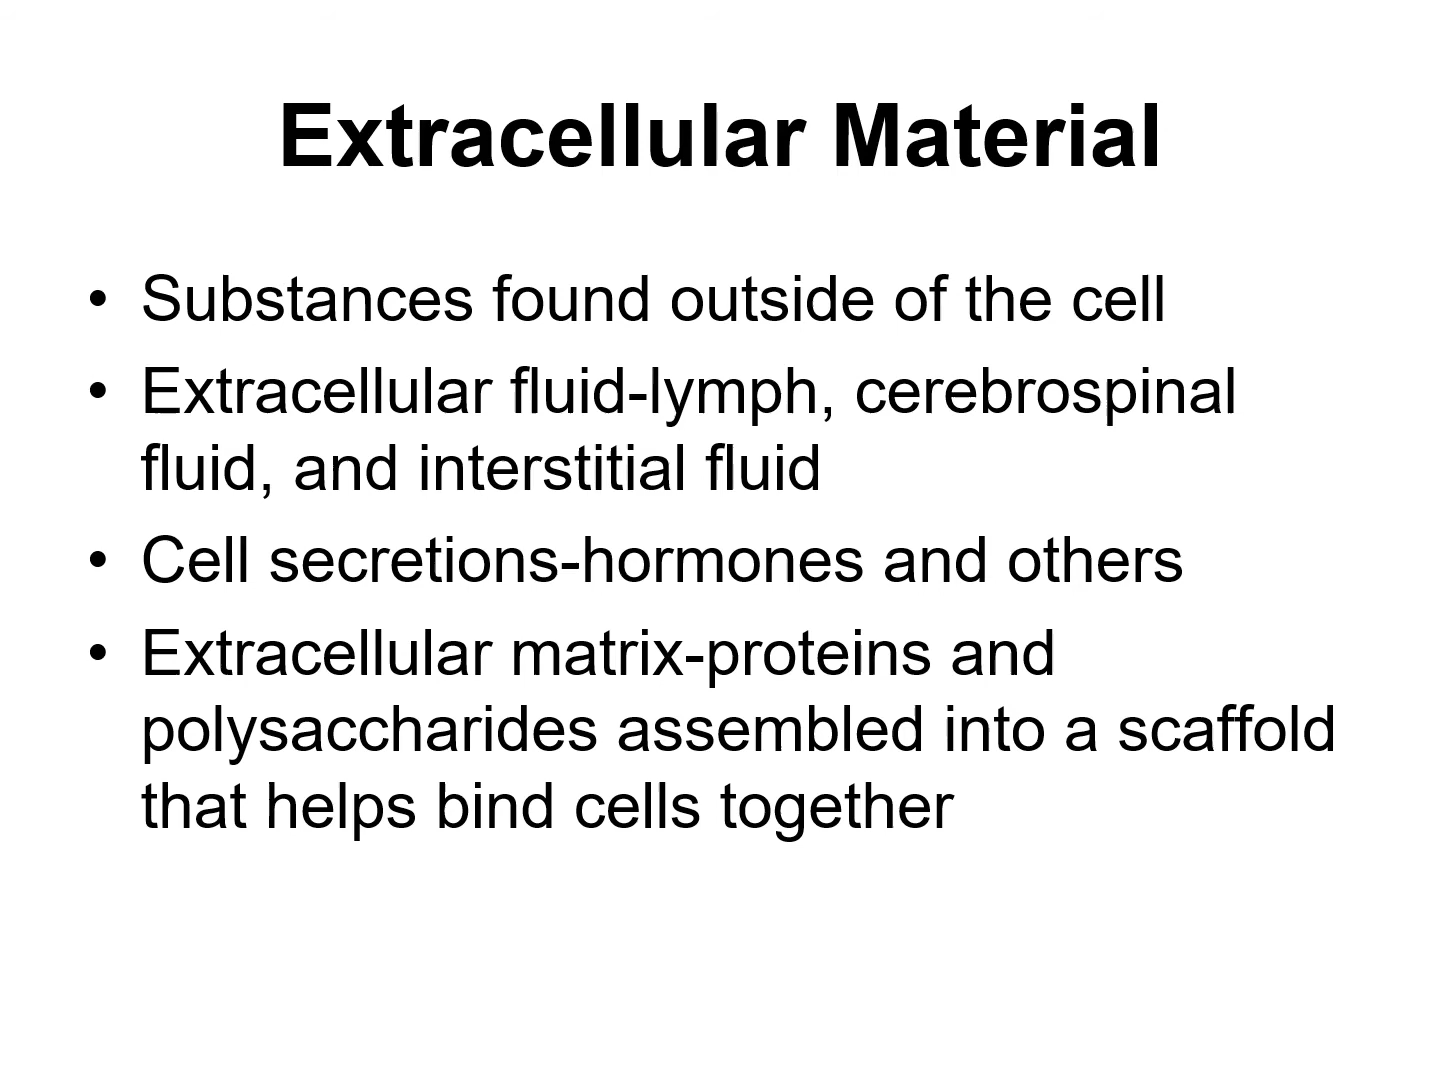 Extracellular Material
• Substances found outside of the cell
• Extracellular fluid-lymph, cerebrospinal
fluid, and interstitial fluid
• Cell secretions-hormones and others
• Extracellular matrix-proteins and
polysaccharides assembled into a scaffold
that helps bind cells together